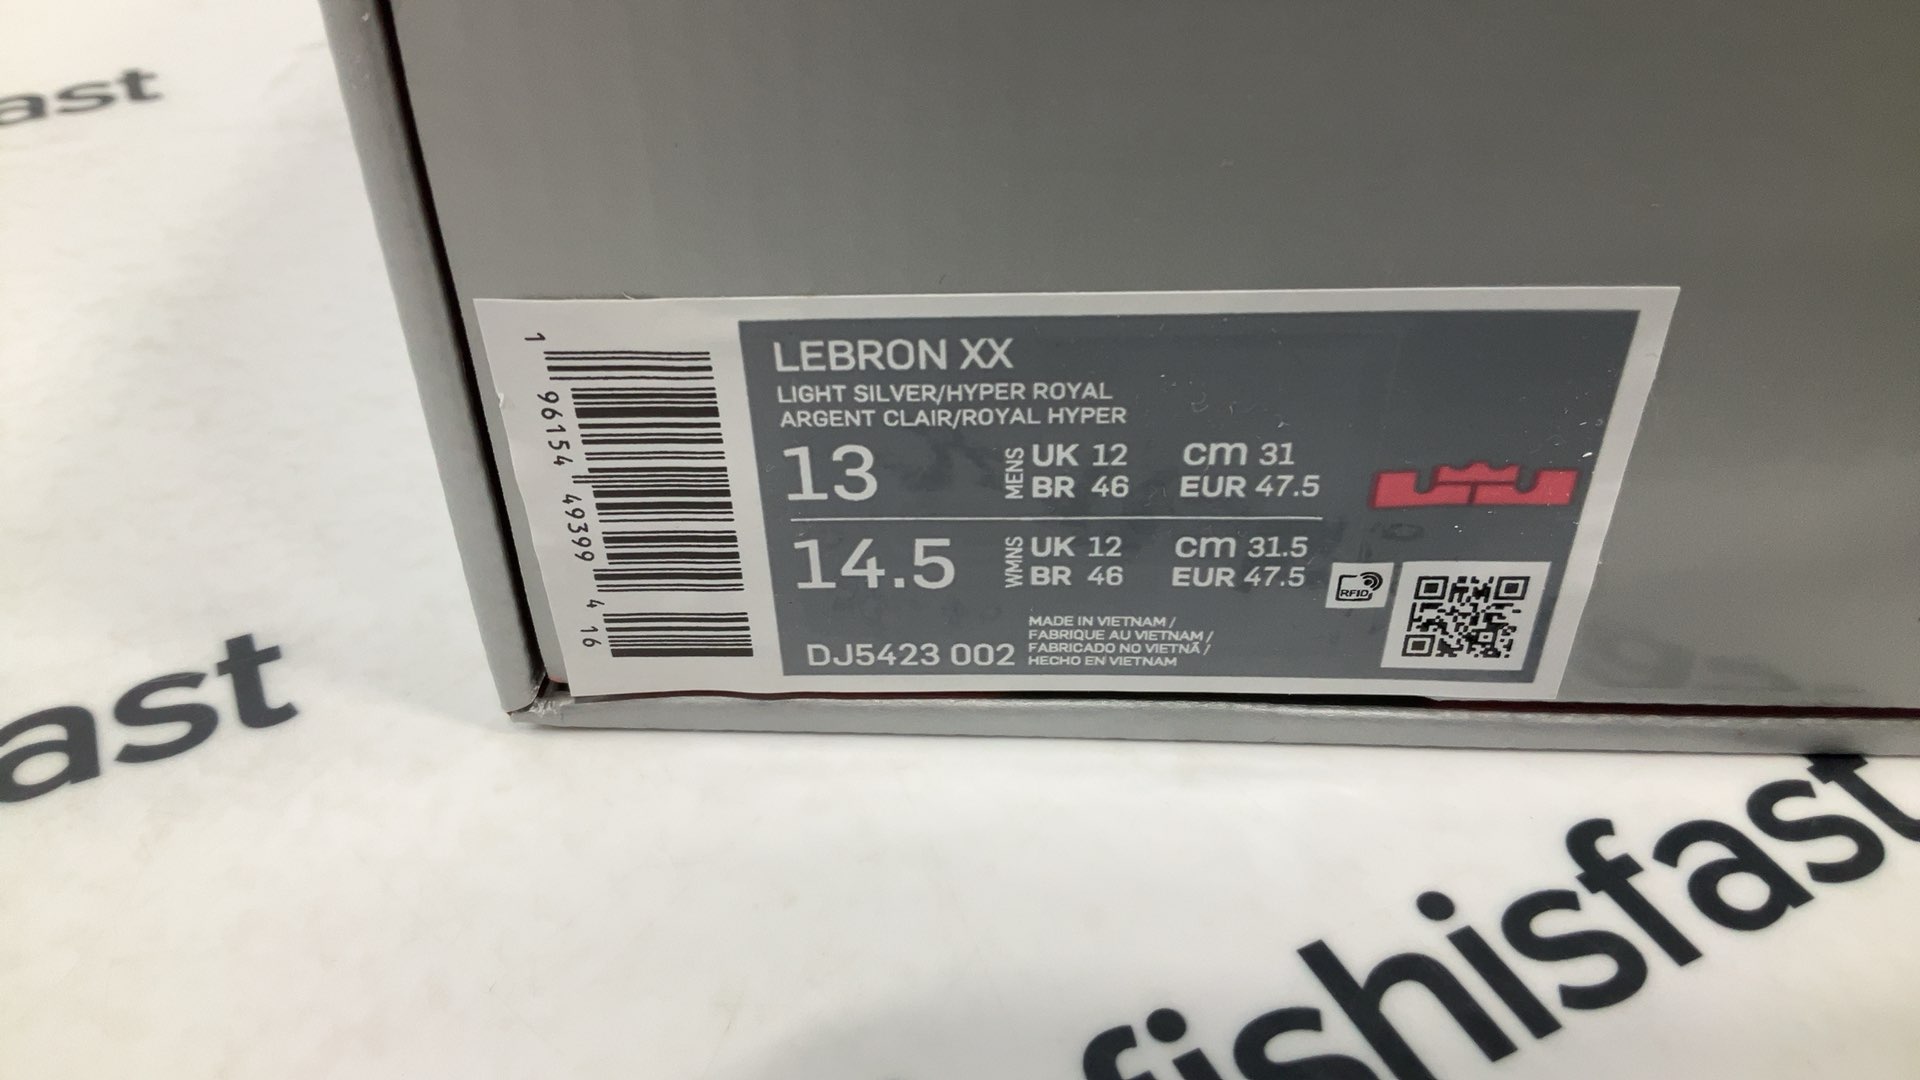 ast
1 96154 49399 4 16
LEBRON XX
LIGHT SILVER/HYPER ROYAL
ARGENT CLAIR/ROYAL HYPER
13 MENS UK 12 cm 31
BR 46 EUR 47.5
14.5 WMNS UK 12 cm 31.5
BR 46 EUR 47.5
RFID
DJ5423 002
MADE IN VIETNAM /
FABRIQUE AU VIETNAM /
FABRICADO NO VIETNÃ /
HECHO EN VIETNAM
ast
fishisfast